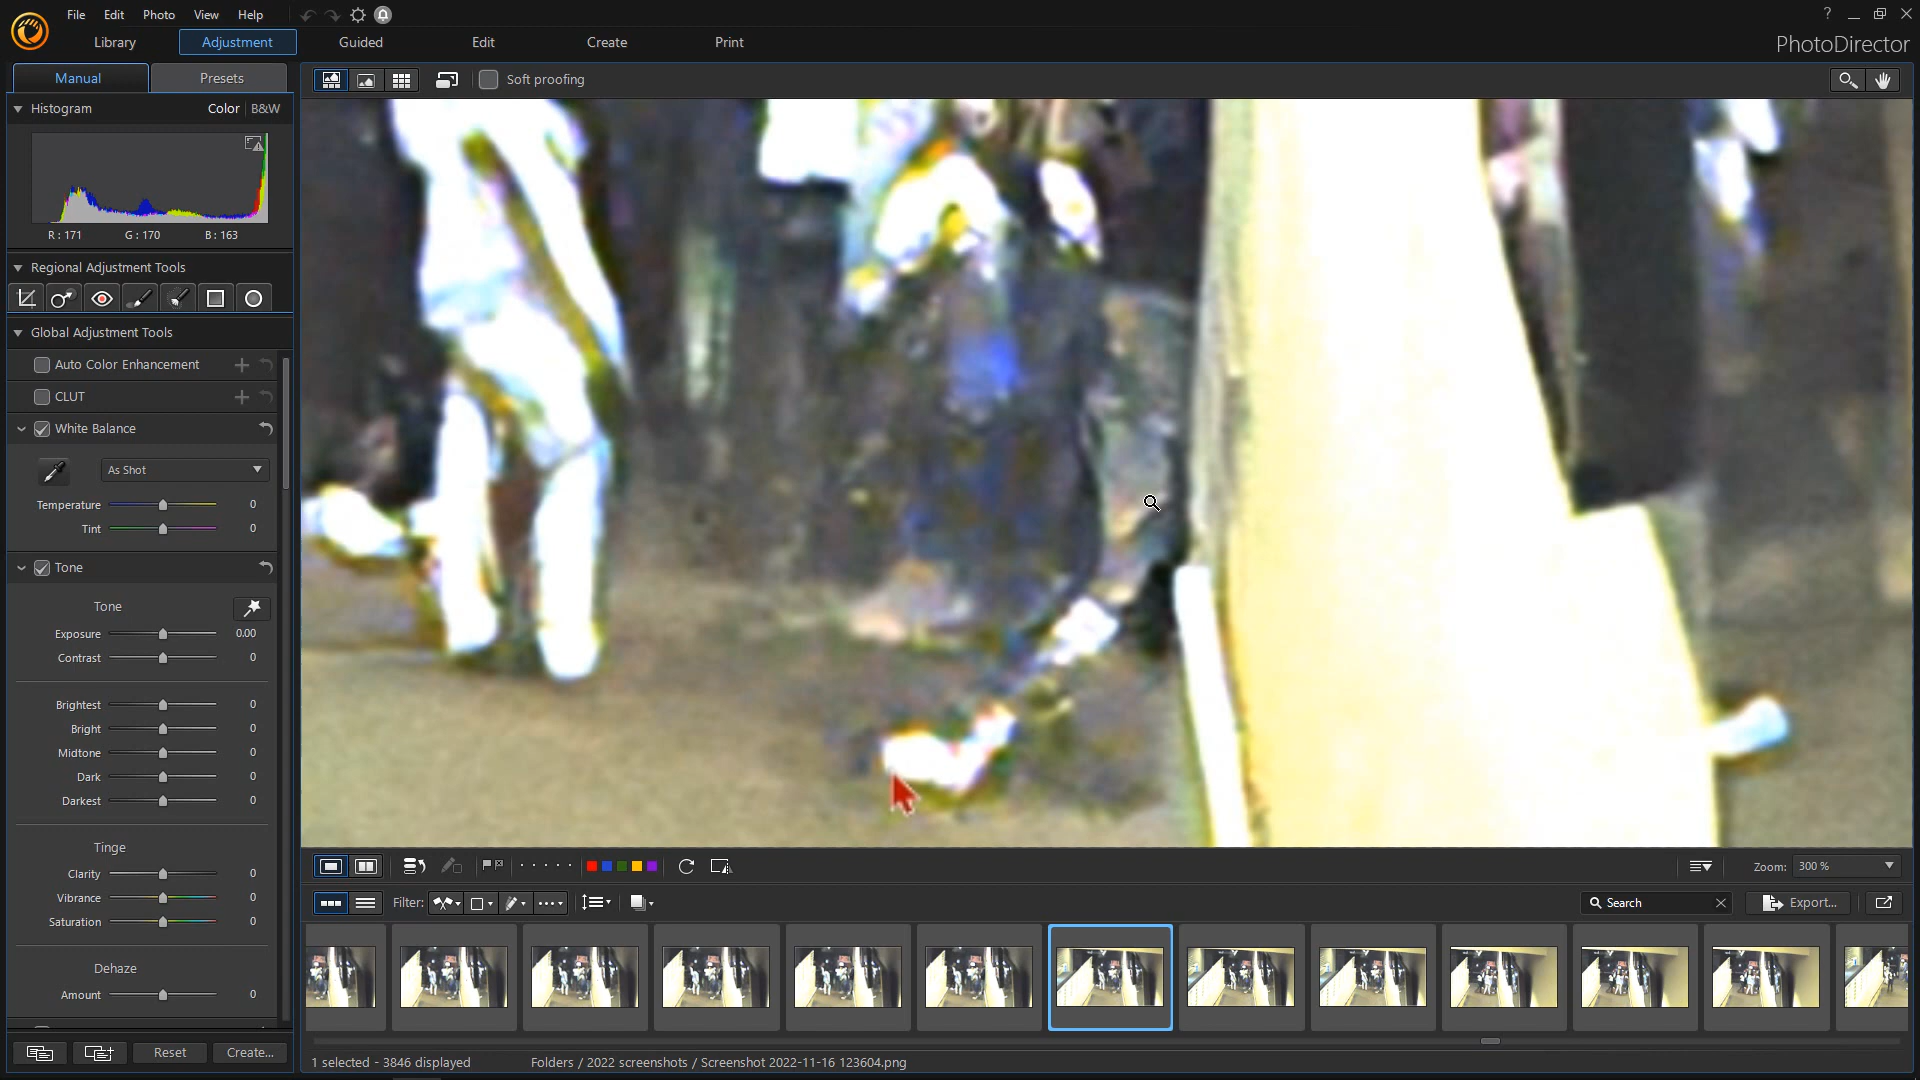 File Edit Photo View Help
Library Adjustment Guided Edit Create Print
PhotoDirector
Manual Presets
Soft proofing
Histogram Color | B&W
R : 171 G : 170 B : 163
Regional Adjustment Tools
Global Adjustment Tools
Auto Color Enhancement
CLUT
White Balance
As Shot
Temperature 0
Tint 0
Tone
Tone
Exposure 0.00
Contrast 0
Brightest 0
Bright 0
Midtone 0
Dark 0
Darkest 0
Tinge
Clarity 0
Vibrance 0
Saturation 0
Dehaze
Amount 0
Reset Create...
Zoom: 300 %
Filter: Search Export...
1 selected - 3846 displayed Folders / 2022 screenshots / Screenshot 2022-11-16 123604.png